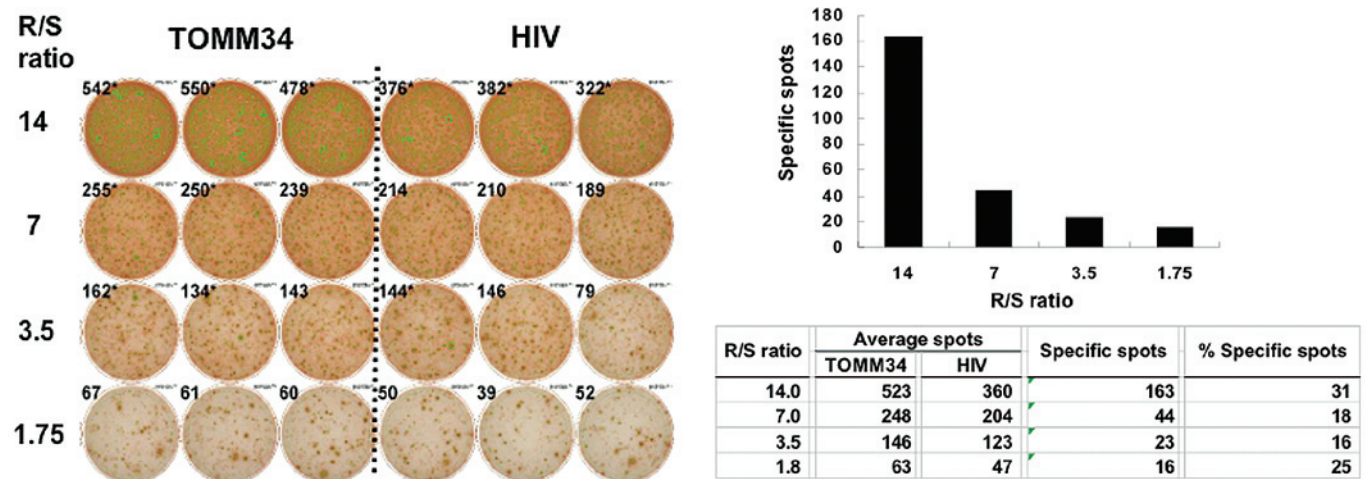 R/S ratio
TOMM34 HIV
14
542* 550* 478* 376* 382* 322*
7
255* 250* 239 214 210 189
3.5
162* 134* 143 144* 146 79
1.75
67 61 60 50 39 52
Specific spots
180
160
140
120
100
80
60
40
20
0
14 7 3.5 1.75
R/S ratio
R/S ratio Average spots Specific spots % Specific spots
TOMM34 HIV
14.0 523 360 163 31
7.0 248 204 44 18
3.5 146 123 23 16
1.8 63 47 16 25